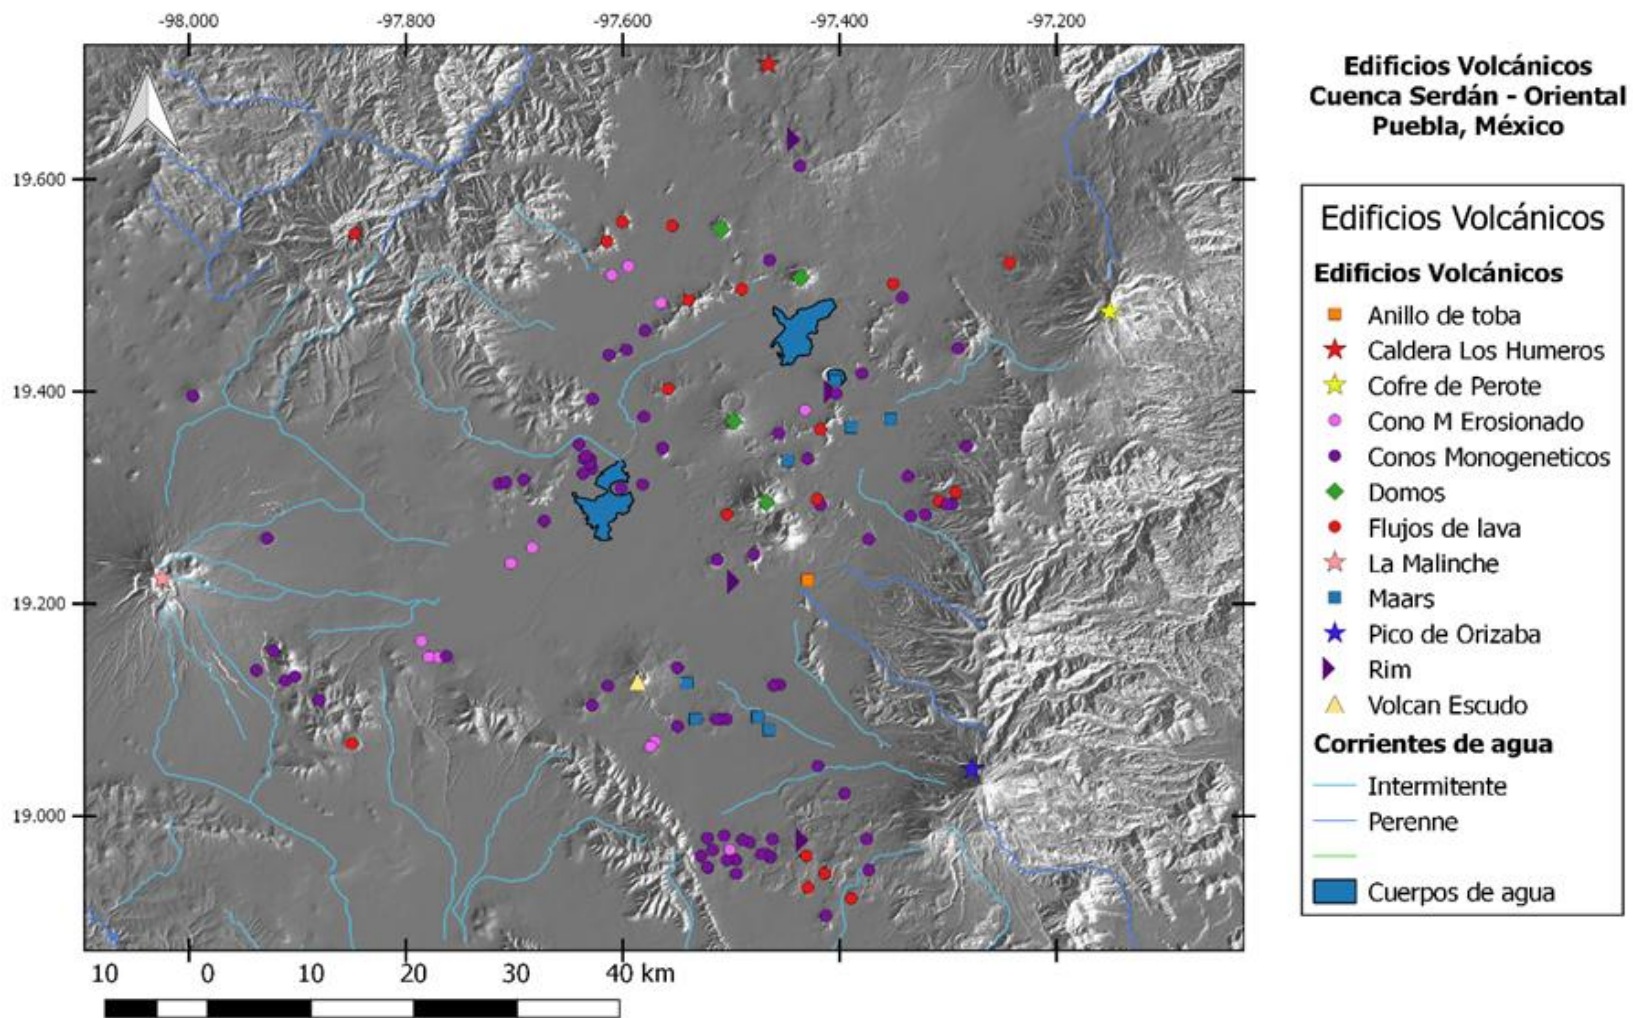 -98.000 -97.800 -97.600 -97.400 -97.200
Edificios Volcánicos
Cuenca Serdán - Oriental
Puebla, México
19.600
19.400
19.200
19.000
Edificios Volcánicos
Edificios Volcánicos
Anillo de toba
Caldera Los Humeros
Cofre de Perote
Cono M Erosionado
Conos Monogeneticos
Domos
Flujos de lava
La Malinche
Maars
Pico de Orizaba
Rim
Volcan Escudo
Corrientes de agua
Intermitente
Perenne
Cuerpos de agua
10 0 10 20 30 40 km